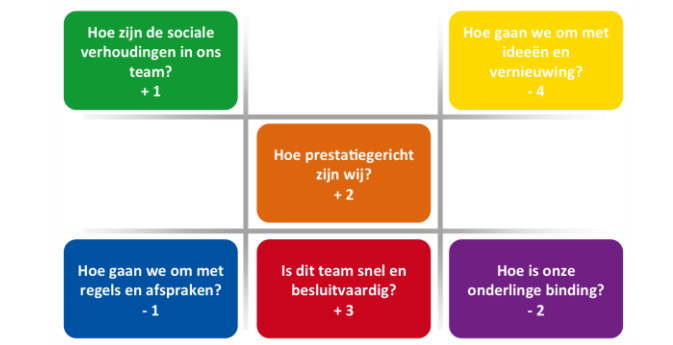 Hoe zijn de sociale
verhoudingen in ons
team?
+ 1
Hoe gaan we om met
ideeën en
vernieuwing?
- 4
Hoe prestatiegericht
zijn wij?
+ 2
Hoe gaan we om met
regels en afspraken?
- 1
Is dit team snel en
besluitvaardig?
+ 3
Hoe is onze
onderlinge binding?
- 2